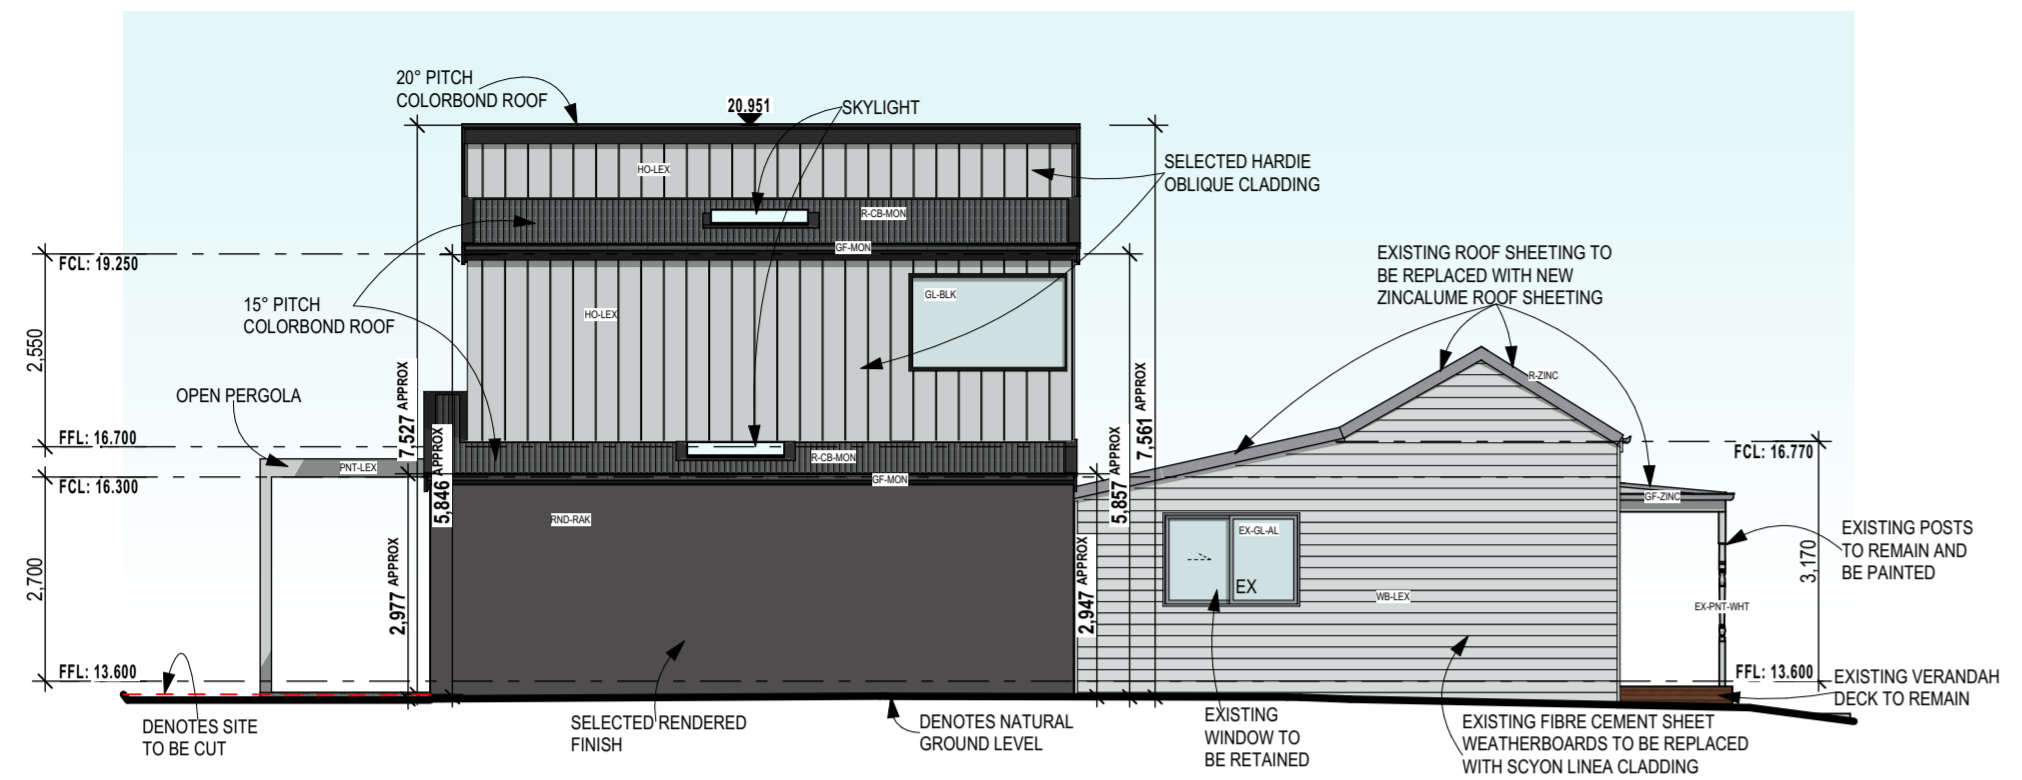 20° PITCH
COLORBOND ROOF
20.951
SKYLIGHT
SELECTED HARDIE
OBLIQUE CLADDING
HO-LEX
R-CB-MON
GF-MON
FCL: 19.250
EXISTING ROOF SHEETING TO
BE REPLACED WITH NEW
ZINCALUME ROOF SHEETING
GL-BLK
15° PITCH
COLORBOND ROOF
HO-LEX
2,550
OPEN PERGOLA
7,527 APPROX
7,561 APPROX
R-ZINC
FFL: 16.700
FCL: 16.770
R-CB-MON
PNT-LEX
GF-MON
FCL: 16.300
5,846 APPROX
5,857 APPROX
GF-ZINC
RND-RAK
EX-GL-AL
EX
EXISTING POSTS
TO REMAIN AND
BE PAINTED
2,700
2,977 APPROX
2,947 APPROX
3,170
WB-LEX
EX-PNT-WHT
FFL: 13.600
FFL: 13.600
EXISTING VERANDAH
DECK TO REMAIN
DENOTES SITE
TO BE CUT
SELECTED RENDERED
FINISH
DENOTES NATURAL
GROUND LEVEL
EXISTING
WINDOW TO
BE RETAINED
EXISTING FIBRE CEMENT SHEET
WEATHERBOARDS TO BE REPLACED
WITH SCYON LINEA CLADDING